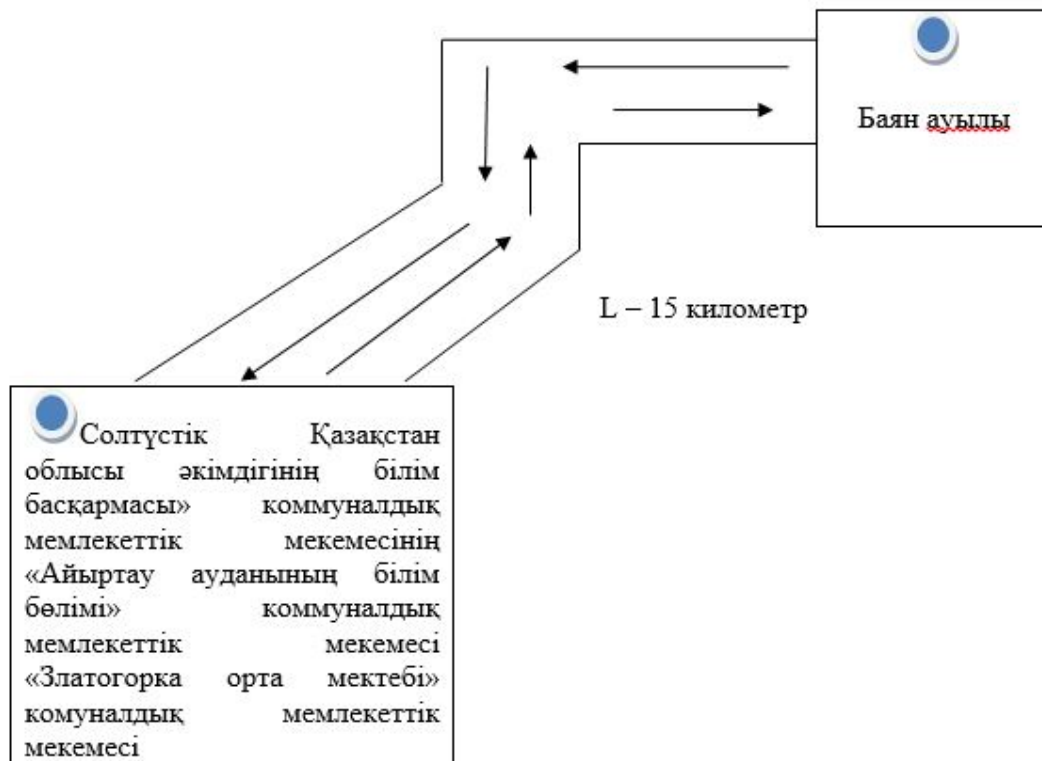 Баян ауылы
L – 15 километр
Солтүстік Қазақстан
облысы әкімдігінің білім
басқармасы» коммуналдық
мемлекеттік мекемесінің
«Айыртау ауданының білім
бөлімі» коммуналдық
мемлекеттік мекемесі
«Златогорка орта мектебі»
комуналдық мемлекеттік
мекемесі